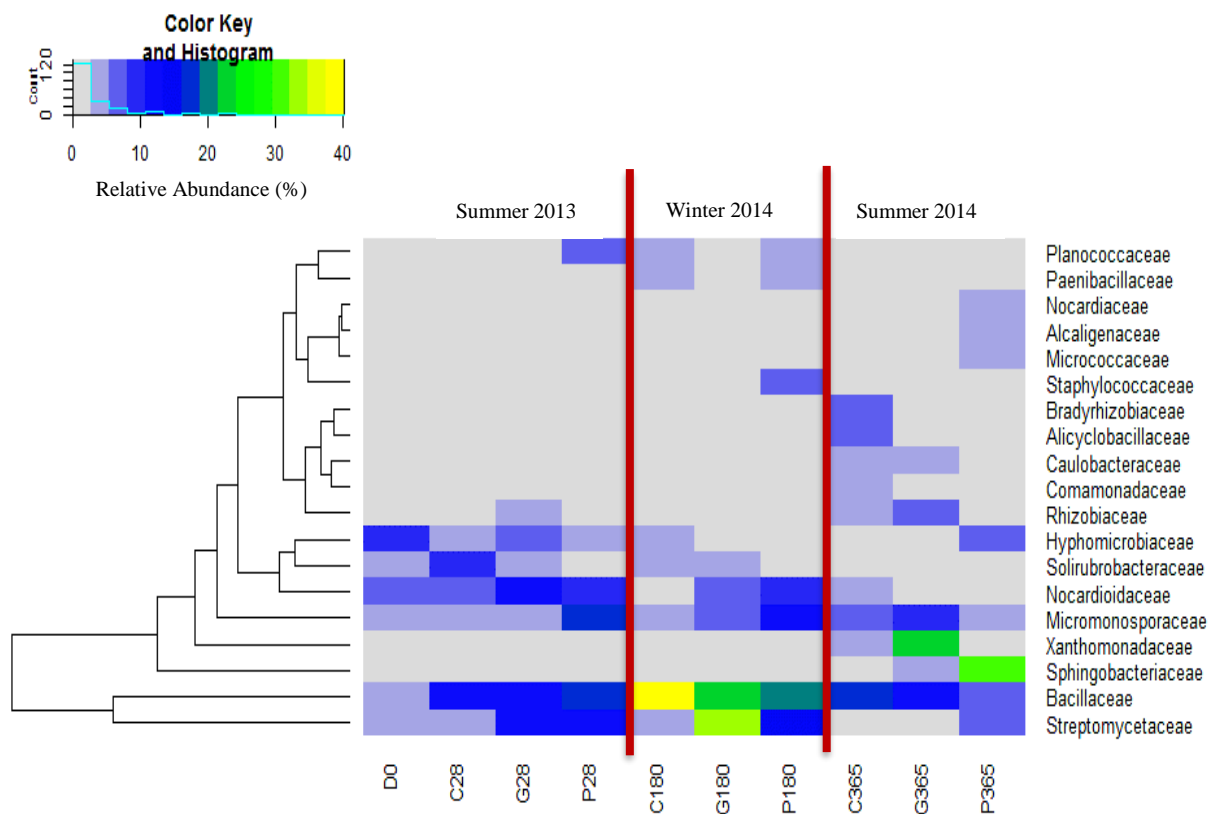 Color Key
and Histogram
Count
0 120
0 10 20 30 40
Relative Abundance (%)
Summer 2013 Winter 2014 Summer 2014
Planococcaceae
Paenibacillaceae
Nocardiaceae
Alcaligenaceae
Micrococcaceae
Staphylococcaceae
Bradyrhizobiaceae
Alicyclobacillaceae
Caulobacteraceae
Comamonadaceae
Rhizobiaceae
Hyphomicrobiaceae
Solirubrobacteraceae
Nocardioidaceae
Micromonosporaceae
Xanthomonadaceae
Sphingobacteriaceae
Bacillaceae
Streptomycetaceae
D0 C28 G28 P28 C180 G180 P180 C365 G365 P365